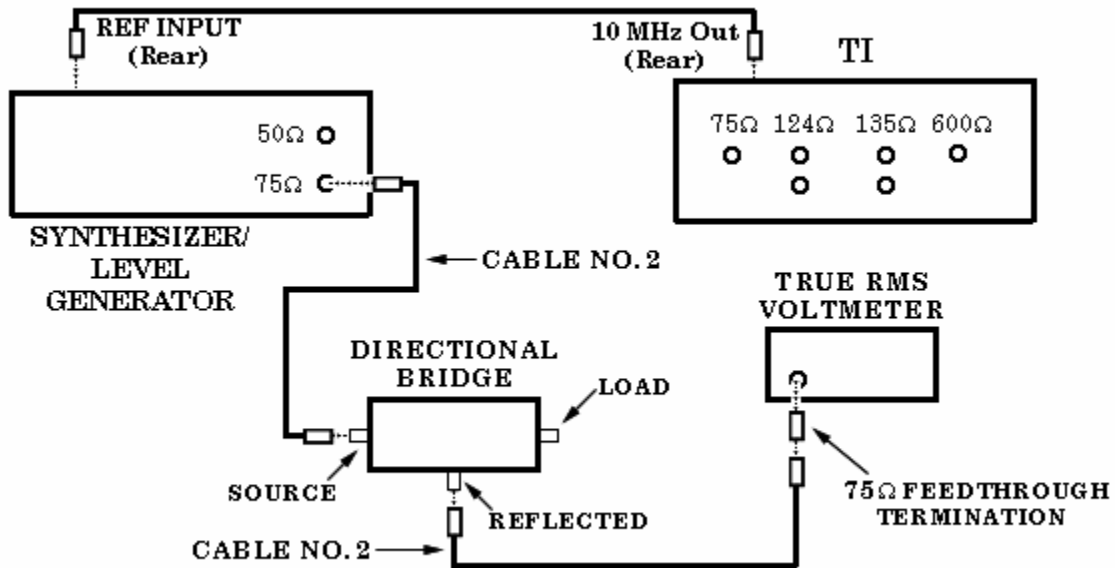 REF INPUT
(Rear)
10 MHz Out
(Rear)
TI
50Ω
75Ω
75Ω 124Ω 135Ω 600Ω
SYNTHESIZER/
LEVEL
GENERATOR
CABLE NO. 2
TRUE RMS
VOLTMETER
DIRECTIONAL
BRIDGE
LOAD
SOURCE
REFLECTED
75Ω FEEDTHROUGH
TERMINATION
CABLE NO. 2